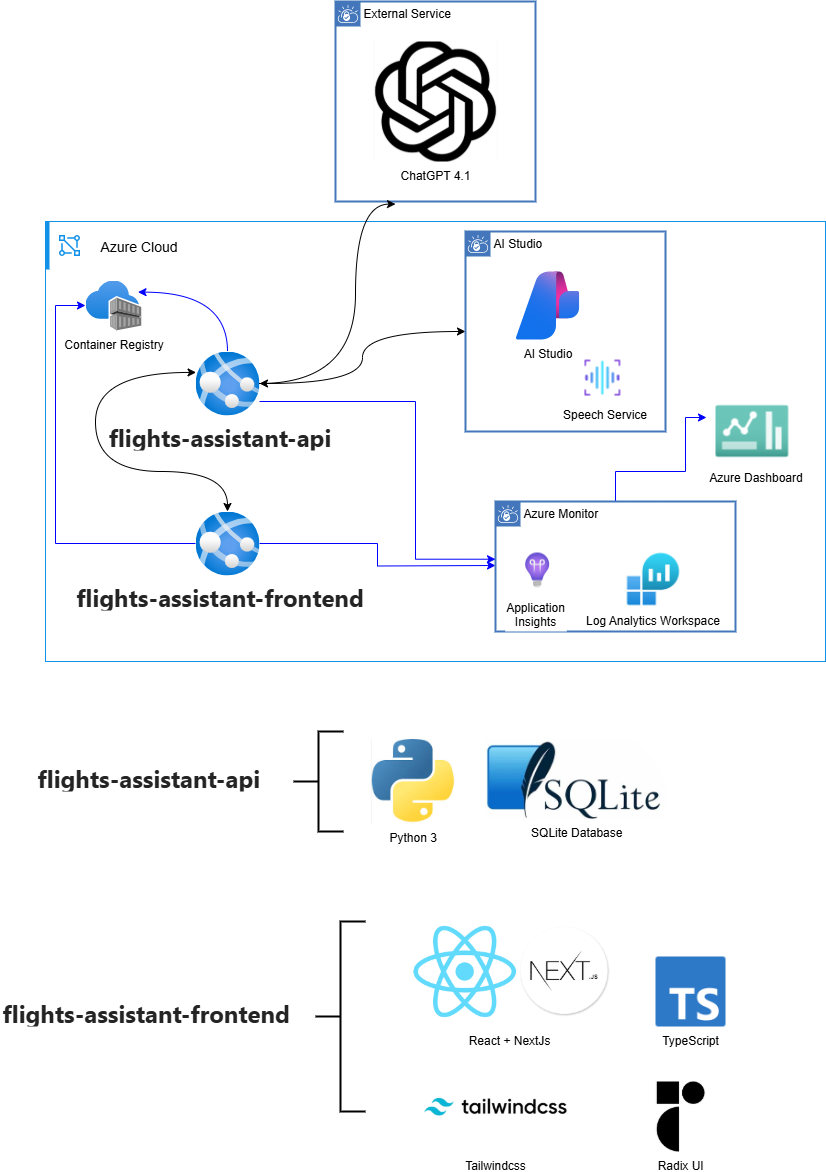 External Service
ChatGPT 4.1
Azure Cloud
AI Studio
Container Registry
AI Studio
Speech Service
flights-assistant-api
Azure Dashboard
Azure Monitor
flights-assistant-frontend
Application
Insights
Log Analytics Workspace
flights-assistant-api
SQLite
Python 3
SQLite Database
NEXT.JS
TS
flights-assistant-frontend
React + NextJs
TypeScript
tailwindcss
Tailwindcss
Radix UI